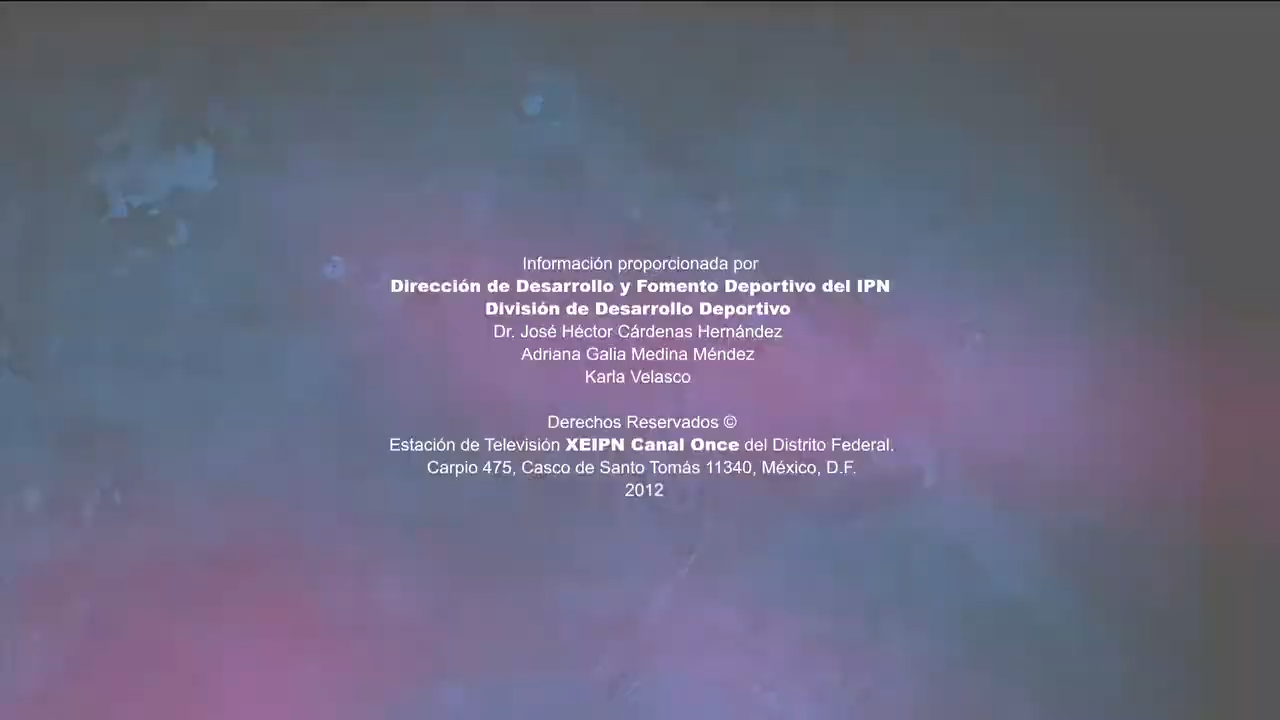 Información proporcionada por
Dirección de Desarrollo y Fomento Deportivo del IPN
División de Desarrollo Deportivo
Dr. José Héctor Cárdenas Hernández
Adriana Galia Medina Méndez
Karla Velasco
Derechos Reservados ©
Estación de Televisión XEIPN Canal Once del Distrito Federal.
Carpio 475, Casco de Santo Tomás 11340, México, D.F.
2012